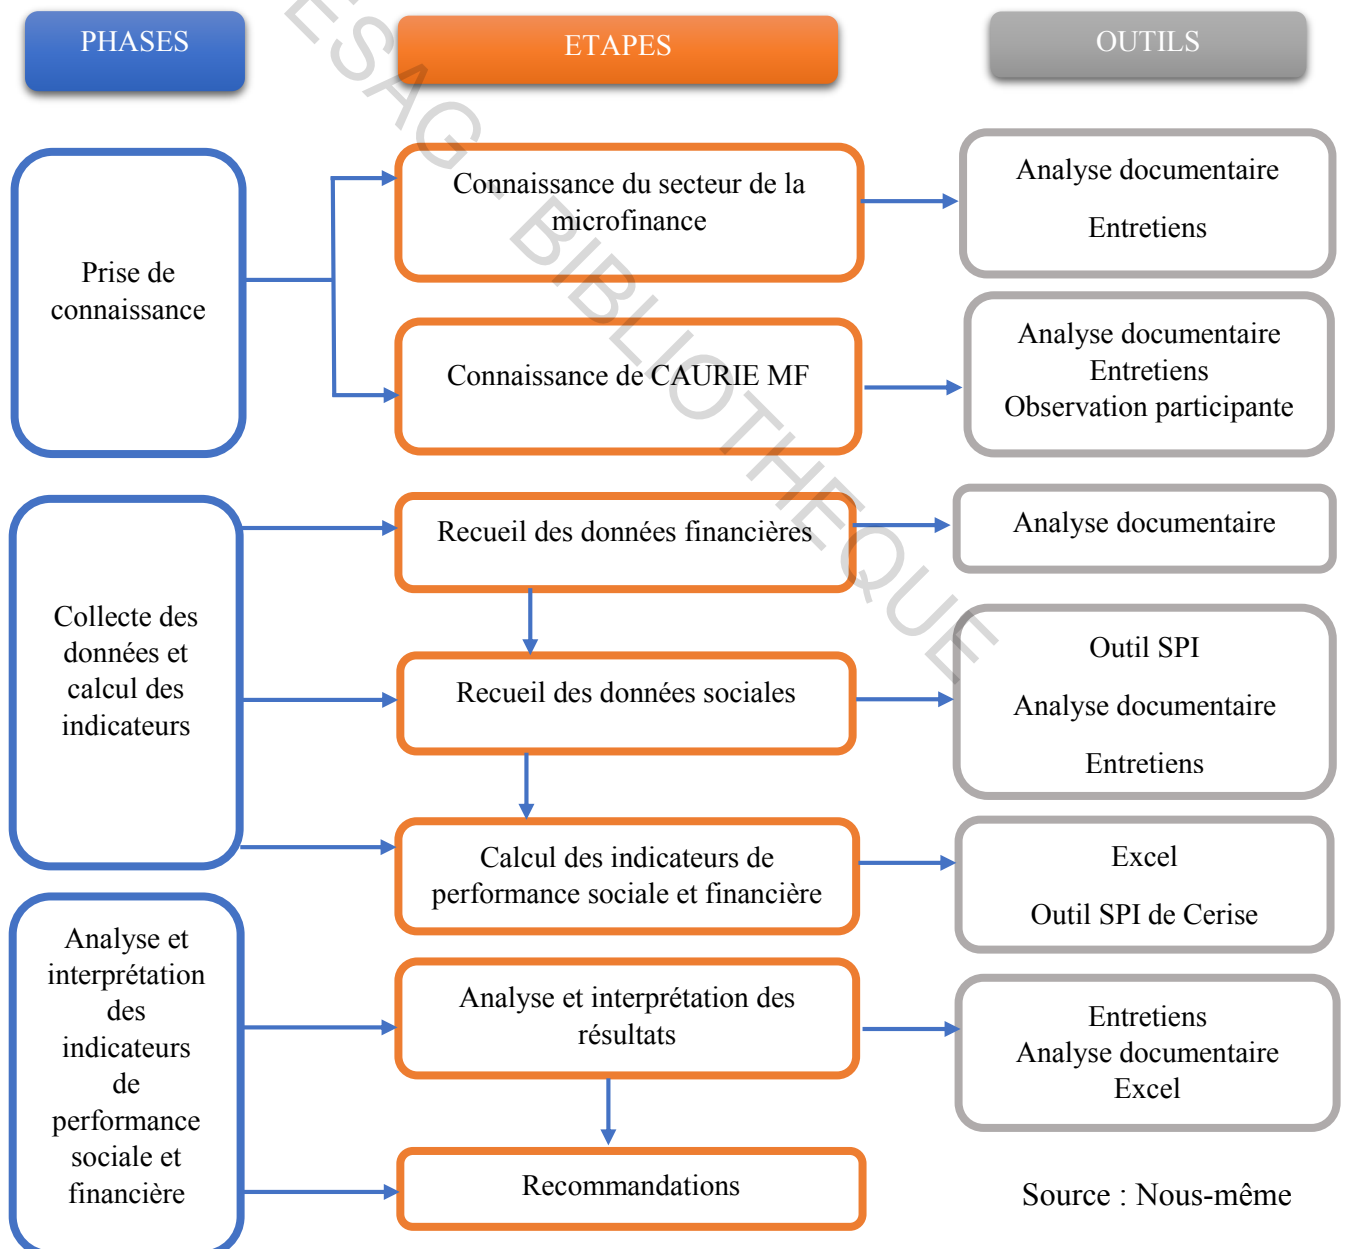 PHASES
ETAPES
OUTILS
Prise de
connaissance
Connaissance du secteur de la
microfinance
Analyse documentaire
Entretiens
Connaissance de CAURIE MF
Analyse documentaire
Entretiens
Observation participante
Collecte des
données et
calcul des
indicateurs
Recueil des données financières
Analyse documentaire
Recueil des données sociales
Outil SPI
Analyse documentaire
Entretiens
Calcul des indicateurs de
performance sociale et financière
Excel
Outil SPI de Cerise
Analyse et
interprétation
des
indicateurs
de
performance
sociale et
financière
Analyse et interprétation des
résultats
Entretiens
Analyse documentaire
Excel
Recommandations
Source : Nous-même
ESAG - BIBLIOTHEQUE